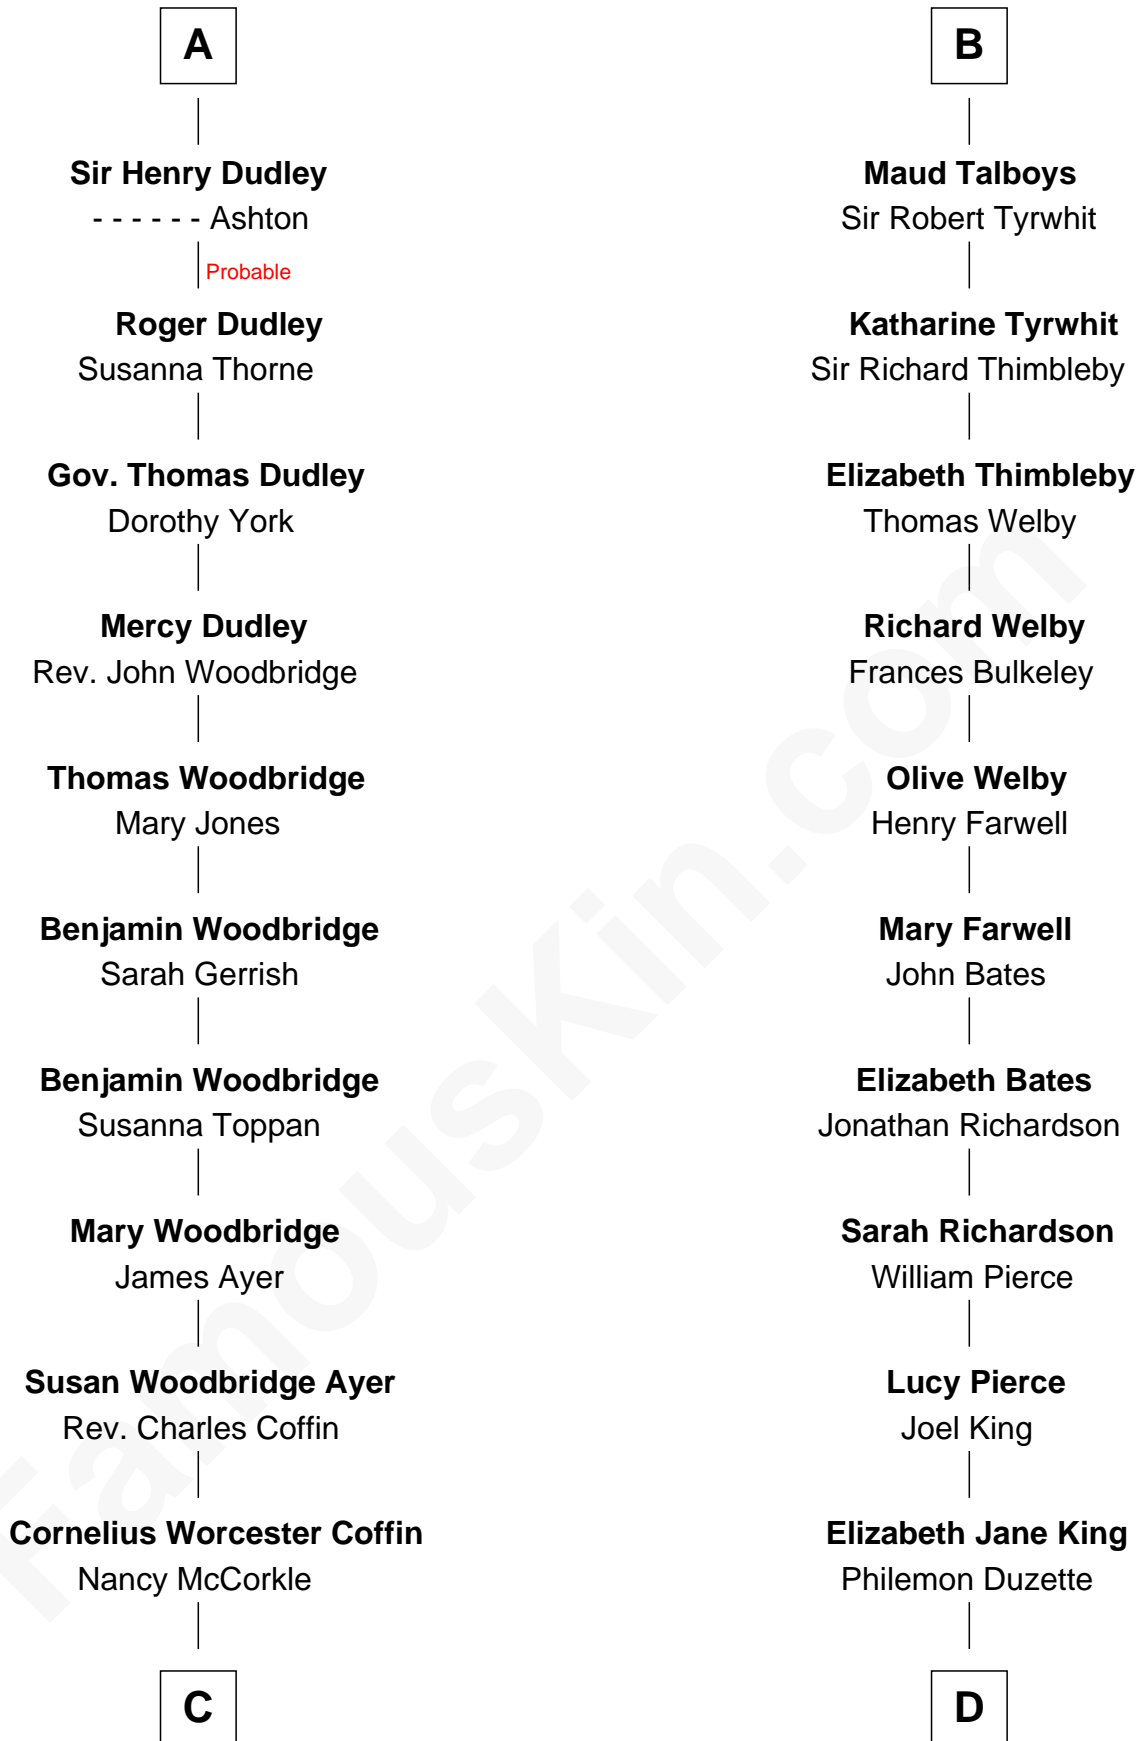 A
Sir Henry Dudley
- - - - - - Ashton
Probable
Roger Dudley
Susanna Thorne
Gov. Thomas Dudley
Dorothy York
Mercy Dudley
Rev. John Woodbridge
Thomas Woodbridge
Mary Jones
Benjamin Woodbridge
Sarah Gerrish
Benjamin Woodbridge
Susanna Toppan
Mary Woodbridge
James Ayer
Susan Woodbridge Ayer
Rev. Charles Coffin
Cornelius Worcester Coffin
Nancy McCorkle
C
B
Maud Talboys
Sir Robert Tyrwhit
Katharine Tyrwhit
Sir Richard Thimbleby
Elizabeth Thimbleby
Thomas Welby
Richard Welby
Frances Bulkeley
Olive Welby
Henry Farwell
Mary Farwell
John Bates
Elizabeth Bates
Jonathan Richardson
Sarah Richardson
William Pierce
Lucy Pierce
Joel King
Elizabeth Jane King
Philemon Duzette
D
FamousKin.com